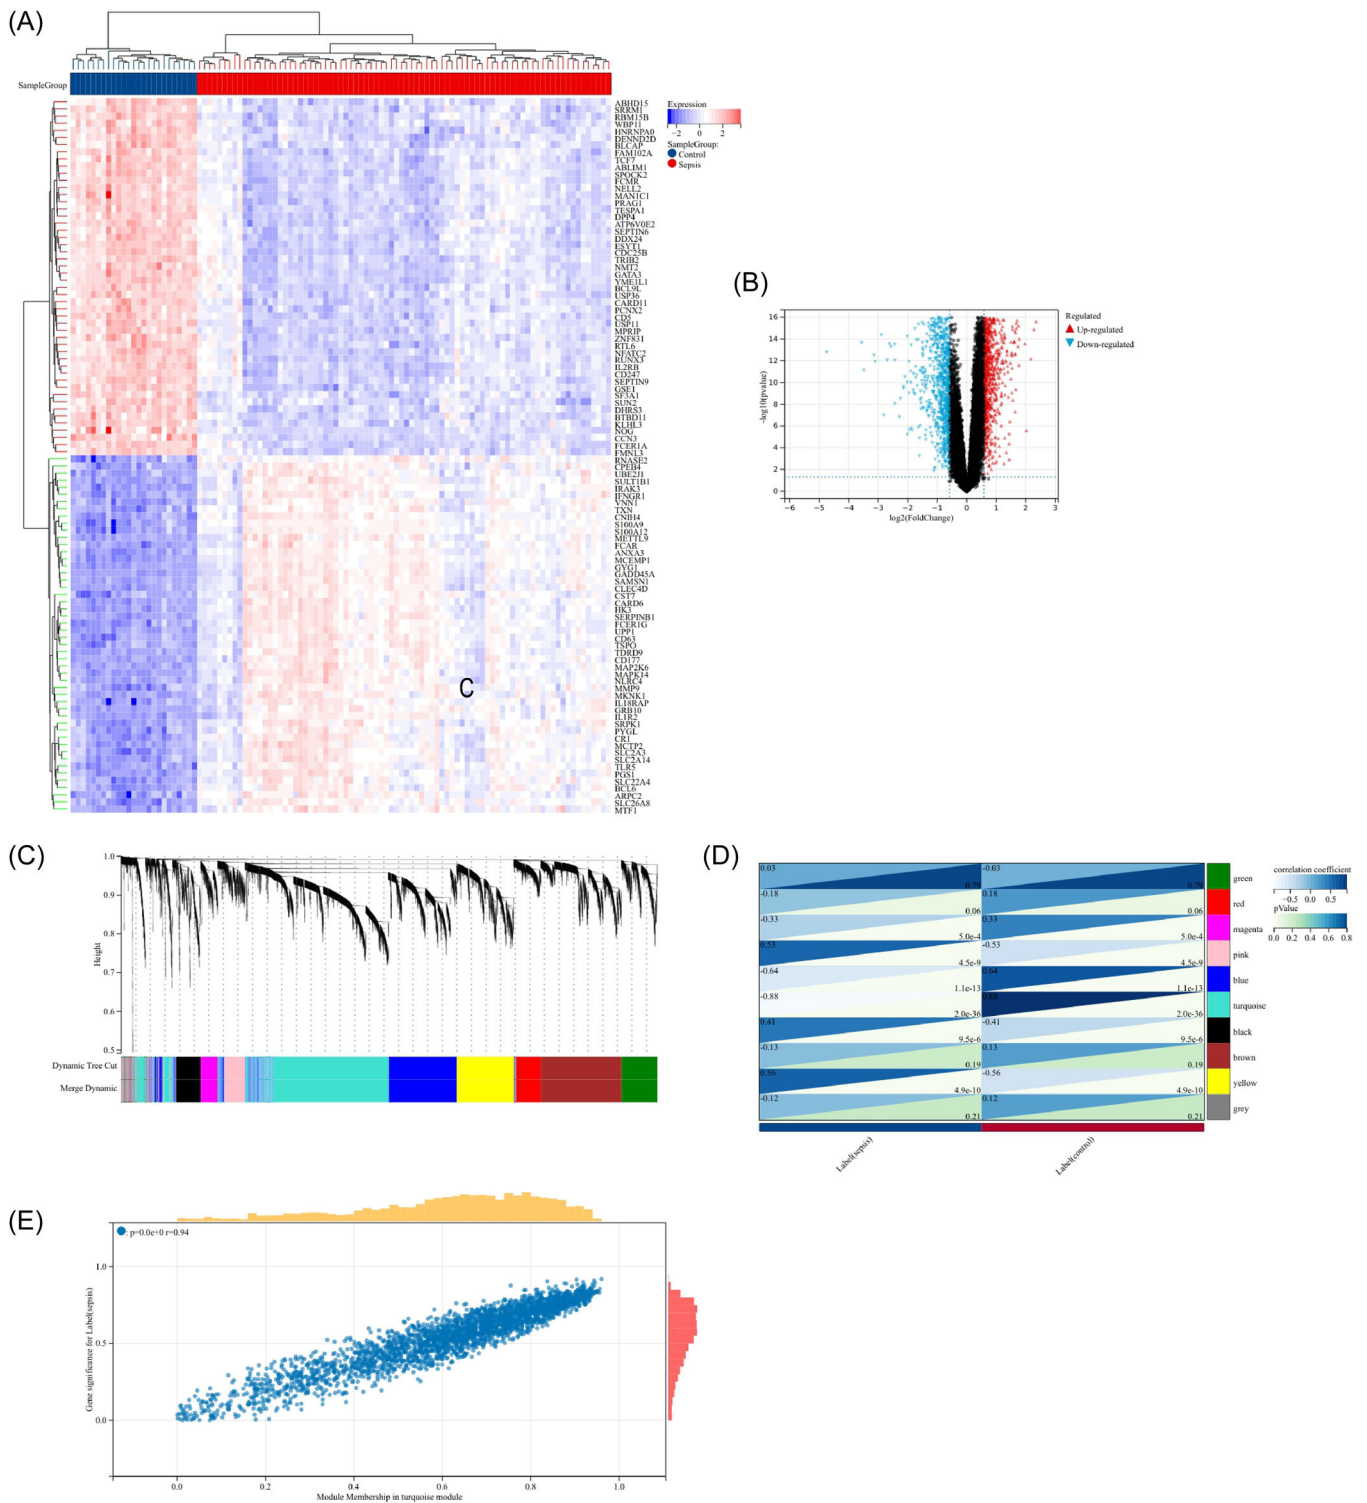 (A)
SampleGroup
ABHD15
SRRM1
RBM15B
WBP11
HNRNPA0
DENND2D
BLCAP
FAM102A
TCF7
ABLIM1
SPOCK2
FCMR
NELL2
MAN1C1
PRAG1
TESPA1
DPP4
ATP6V0E2
SEPTIN6
DDX24
ESYT1
CDC25B
TRIB2
NMT2
GATA3
YME1L1
BCL9L
USP36
CARD11
PCNX2
CD5
USP11
MPRIP
ZNF831
RTL6
NFATC2
RUNX3
IL2RB
CD247
SEPTIN9
GSE1
SF3A1
SUN2
DHRS3
BTBD11
KLHL3
NOG
CCN3
FCER1A
FMNL3
RNASE2
CPEB4
UBE2J1
SULT1B1
IRAK3
IFNGR1
VNN1
TXN
CNIH4
S100A9
S100A12
METTL9
FCAR
ANXA3
MCEMP1
GYG1
GADD45A
SAMSN1
CLEC4D
CST7
CARD6
HK3
SERPINB1
FCER1G
UPP1
CD63
TSPO
TDRD9
CD177
MAP2K6
MAPK14
NLRC4
MMP9
MKNK1
IL18RAP
GRB10
IL1R2
SRPK1
PYGL
CR1
MCTP2
SLC2A3
SLC2A14
TLR5
PGS1
SLC22A4
BCL6
ARPC2
SLC26A8
MTF1
C
Expression
−2 0 2
SampleGroup:
Control
Sepsis
(B)
16
14
12
10
8
6
4
2
0
-log10(pvalue)
−6 −5 −4 −3 −2 −1 0 1 2 3
log2(FoldChange)
Regulated
Up-regulated
Down-regulated
(C)
1.0
0.9
0.8
0.7
0.6
0.5
Height
Dynamic Tree Cut
Merge Dynamic
(D)
0.03 0.79 -0.03 0.79 green
-0.18 0.06 0.18 0.06 red
-0.33 5.0e-4 0.33 5.0e-4 magenta
0.53 4.5e-9 -0.53 4.5e-9 pink
-0.64 1.1e-13 0.64 1.1e-13 blue
-0.88 2.0e-36 0.88 2.0e-36 turquoise
0.41 9.5e-6 -0.41 9.5e-6 black
-0.13 0.19 0.13 0.19 brown
0.56 4.9e-10 -0.56 4.9e-10 yellow
-0.12 0.21 0.12 0.21 grey
Label(sepsis)
Label(control)
correlation coefficient
−0.5 0.0 0.5
pValue
0.0 0.2 0.4 0.6 0.8
(E)
: p=0.0e+0 r=0.94
1.0
0.5
0.0
Gene significance for Label(sepsis)
0.0 0.2 0.4 0.6 0.8 1.0
Module Membership in turquoise module